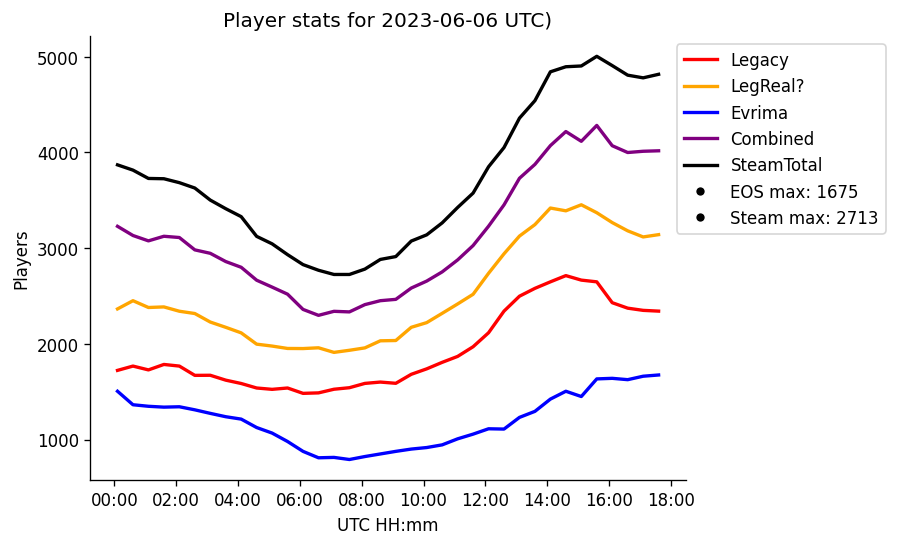 Player stats for 2023-06-06 UTC)
Players
5000
4000
3000
2000
1000
00:00 02:00 04:00 06:00 08:00 10:00 12:00 14:00 16:00 18:00
UTC HH:mm
Legacy
LegReal?
Evrima
Combined
SteamTotal
EOS max: 1675
Steam max: 2713